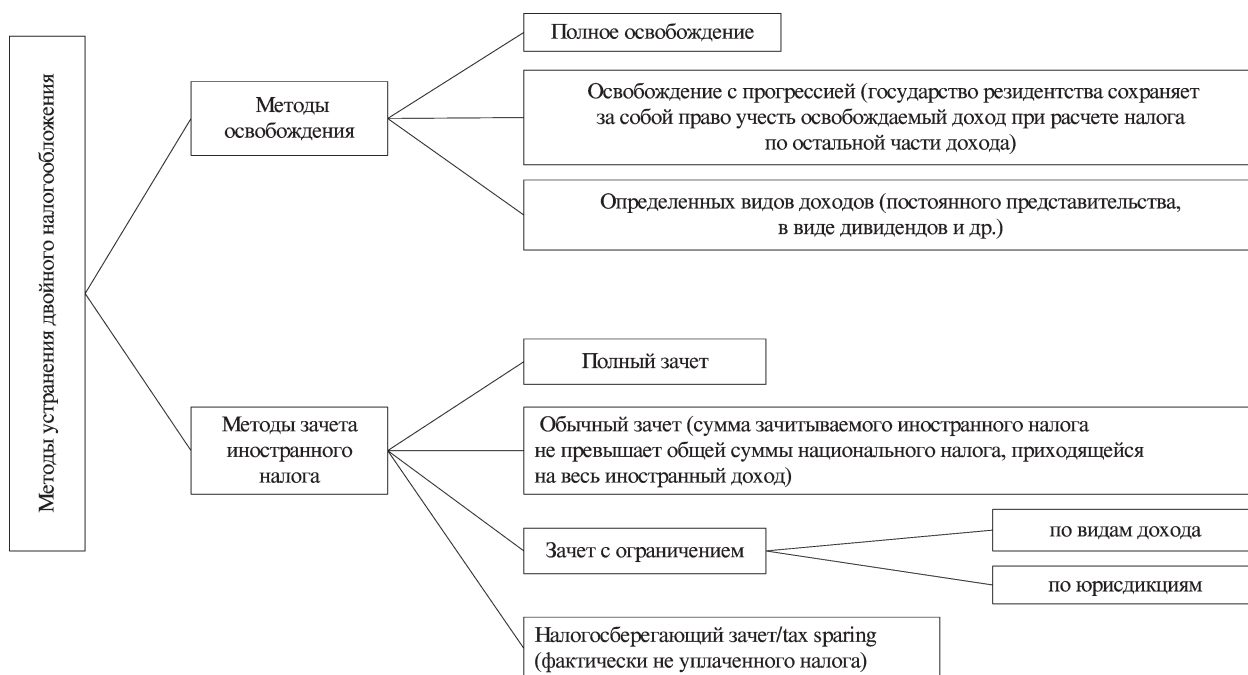 Методы устранения двойного налогообложения
Методы
освобождения
Полное освобождение
Освобождение с прогрессией (государство резидентства сохраняет
за собой право учесть освобождаемый доход при расчете налога
по остальной части дохода)
Определенных видов доходов (постоянного представительства,
в виде дивидендов и др.)
Методы зачета
иностранного
налога
Полный зачет
Обычный зачет (сумма зачитываемого иностранного налога
не превышает общей суммы национального налога, приходящейся
на весь иностранный доход)
Зачет с ограничением
по видам дохода
по юрисдикциям
Налогосберегающий зачет/tax sparing
(фактически не уплаченного налога)